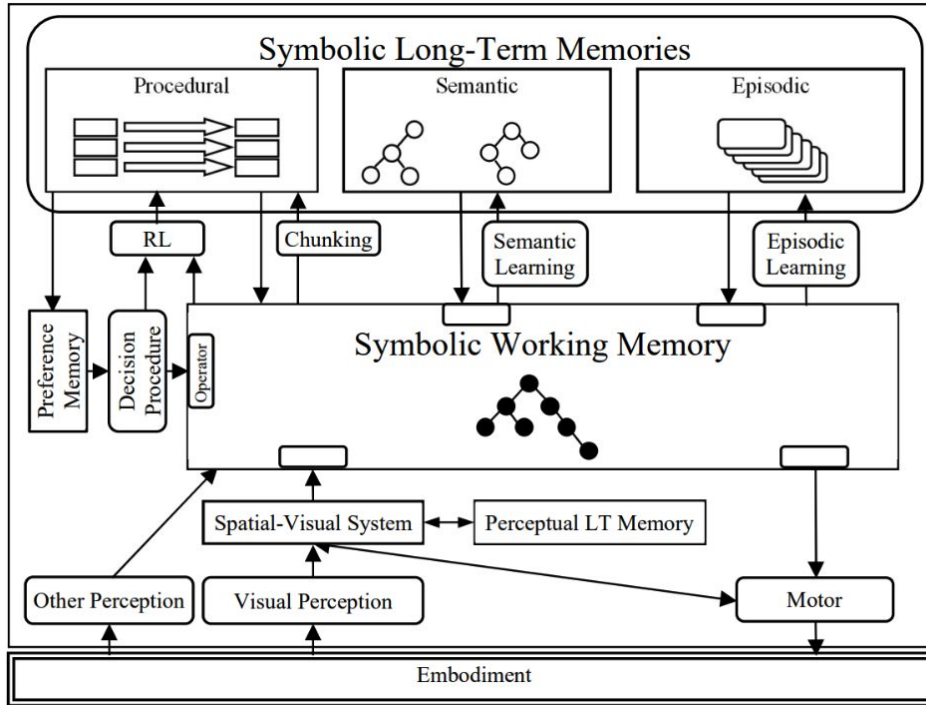 Symbolic Long-Term Memories
Procedural
Semantic
Episodic
RL
Chunking
Semantic
Learning
Episodic
Learning
Preference
Memory
Decision
Procedure
Operator
Symbolic Working Memory
Spatial-Visual System
Perceptual LT Memory
Other Perception
Visual Perception
Motor
Embodiment